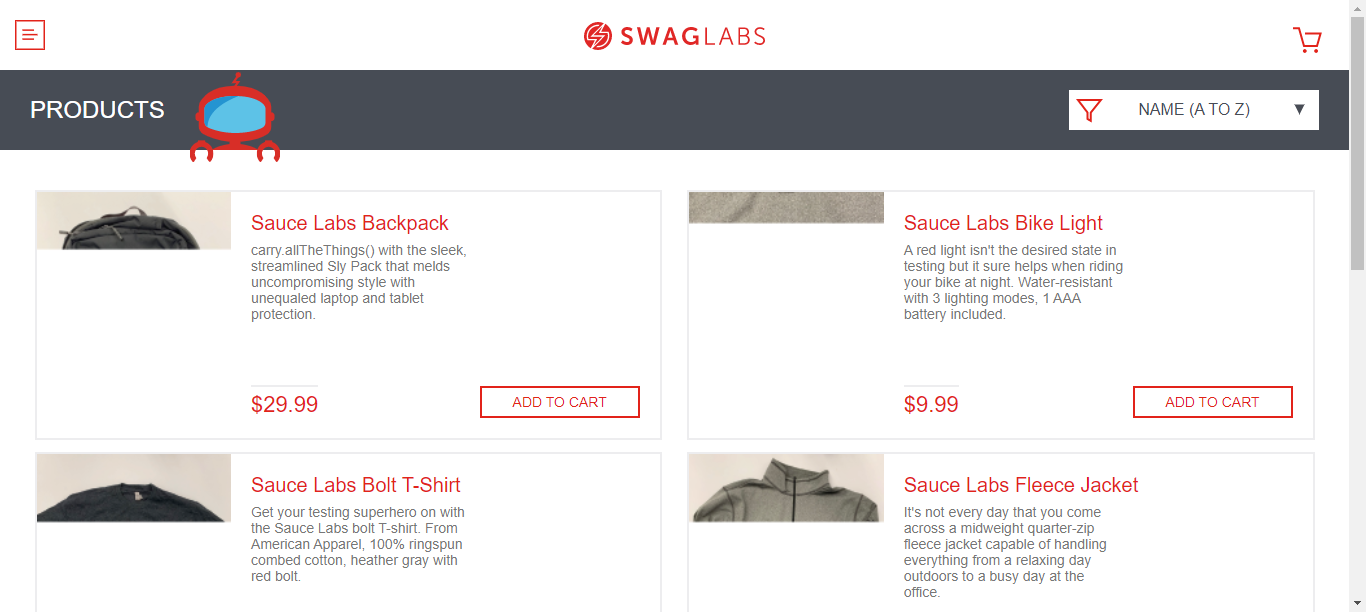 SWAGLABS
PRODUCTS
NAME (A TO Z)
Sauce Labs Backpack
carry.allTheThings() with the sleek,
streamlined Sly Pack that melds
uncompromising style with
unequaled laptop and tablet
protection.
$29.99
ADD TO CART
Sauce Labs Bike Light
A red light isn't the desired state in
testing but it sure helps when riding
your bike at night. Water-resistant
with 3 lighting modes, 1 AAA
battery included.
$9.99
ADD TO CART
Sauce Labs Bolt T-Shirt
Get your testing superhero on with
the Sauce Labs bolt T-shirt. From
American Apparel, 100% ringspun
combed cotton, heather gray with
red bolt.
Sauce Labs Fleece Jacket
It's not every day that you come
across a midweight quarter-zip
fleece jacket capable of handling
everything from a relaxing day
outdoors to a busy day at the
office.